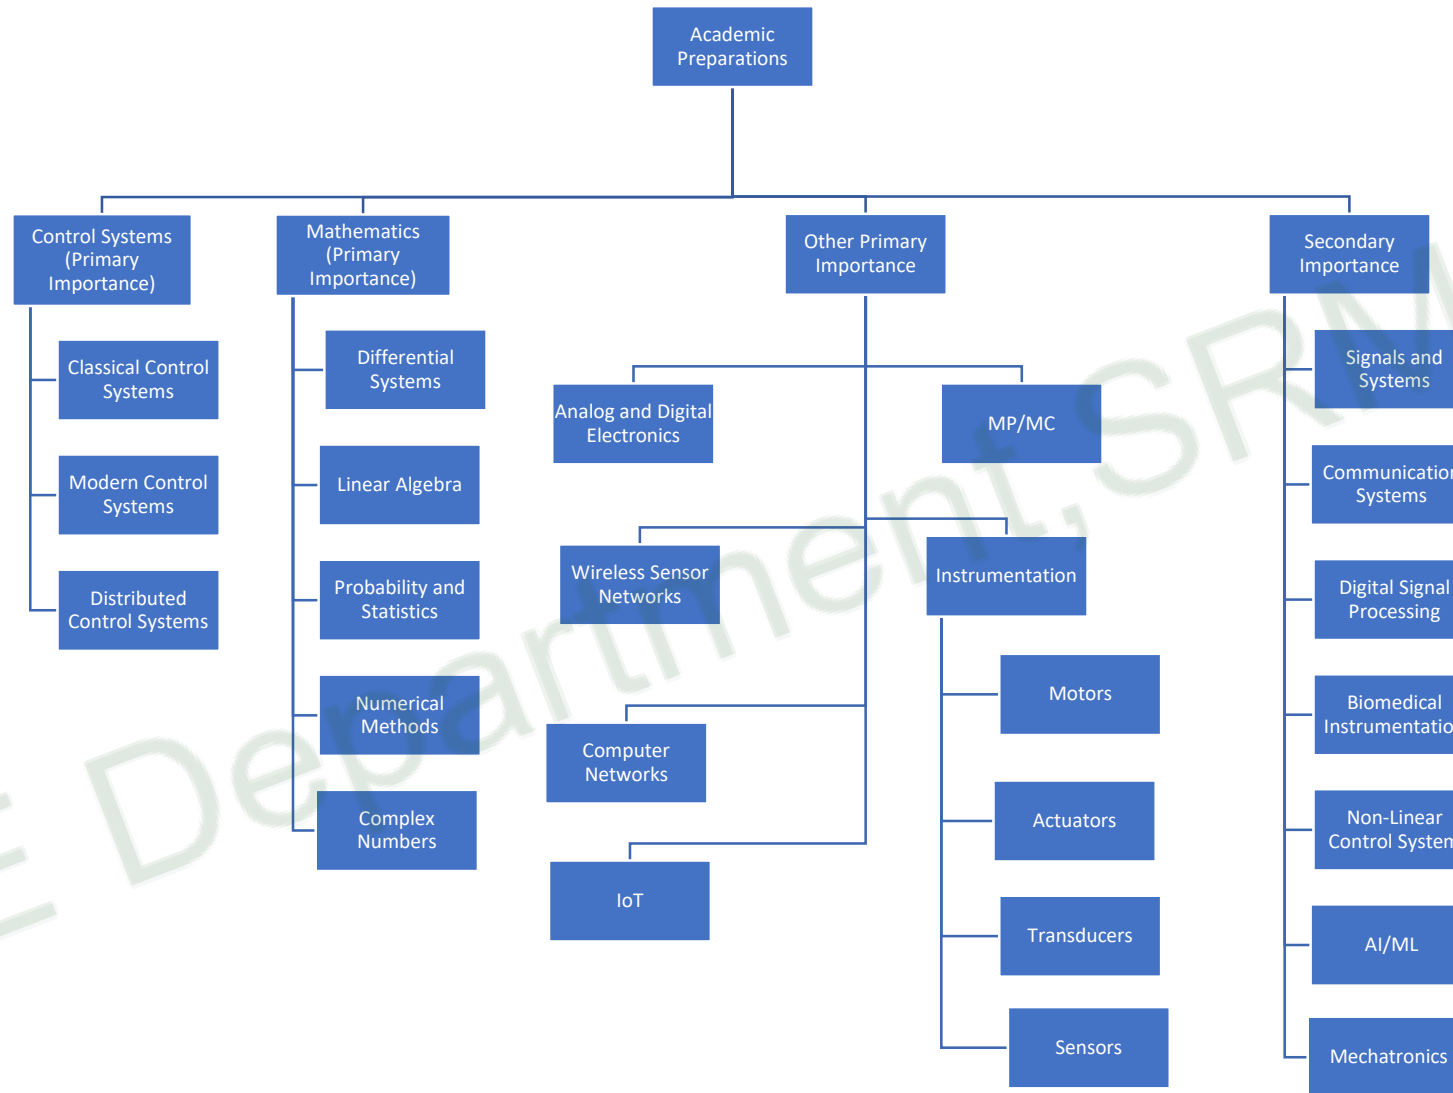 Academic
Preparations
Control Systems
(Primary
Importance)
Classical Control
Systems
Modern Control
Systems
Distributed
Control Systems
Mathematics
(Primary
Importance)
Differential
Systems
Linear Algebra
Probability and
Statistics
Numerical
Methods
Complex
Numbers
Other Primary
Importance
Analog and Digital
Electronics
MP/MC
Wireless Sensor
Networks
Instrumentation
Computer
Networks
IoT
Motors
Actuators
Transducers
Sensors
Secondary
Importance
Signals and
Systems
Communication
Systems
Digital Signal
Processing
Biomedical
Instrumentatio
Non-Linear
Control System
AI/ML
Mechatronics
E Department,SRM